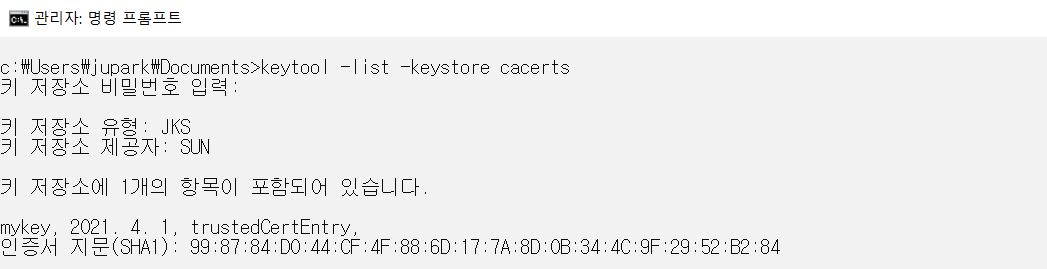 관리자: 명령 프롬프트
c:\Users\jupark\Documents>keytool -list -keystore cacerts
키 저장소 비밀번호 입력:
키 저장소 유형: JKS
키 저장소 제공자: SUN
키 저장소에 1개의 항목이 포함되어 있습니다.
mykey, 2021. 4. 1, trustedCertEntry,
인증서 지문(SHA1): 99:87:84:D0:44:CF:4F:88:6D:17:7A:8D:0B:34:4C:9F:29:52:B2:84